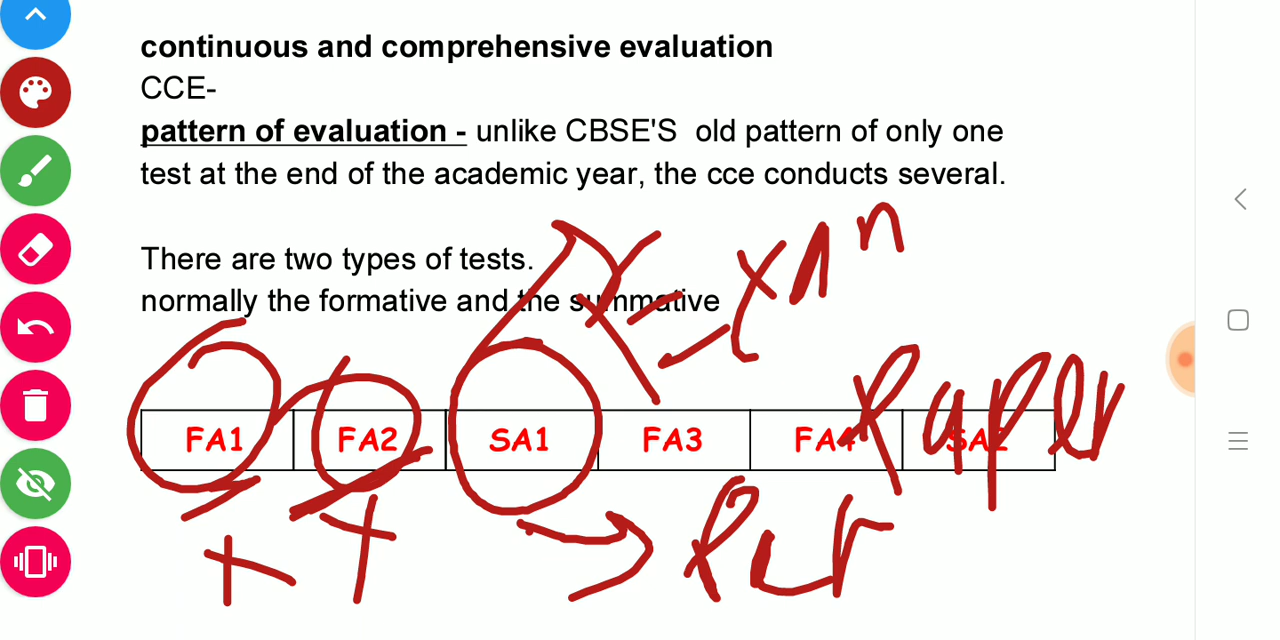 continuous and comprehensive evaluation
CCE-
pattern of evaluation - unlike CBSE'S old pattern of only one
test at the end of the academic year, the cce conducts several.
There are two types of tests.
normally the formative and the summative
xᴧⁿ
FA1 FA2 SA1 FA3 FA4 SA2
Paper